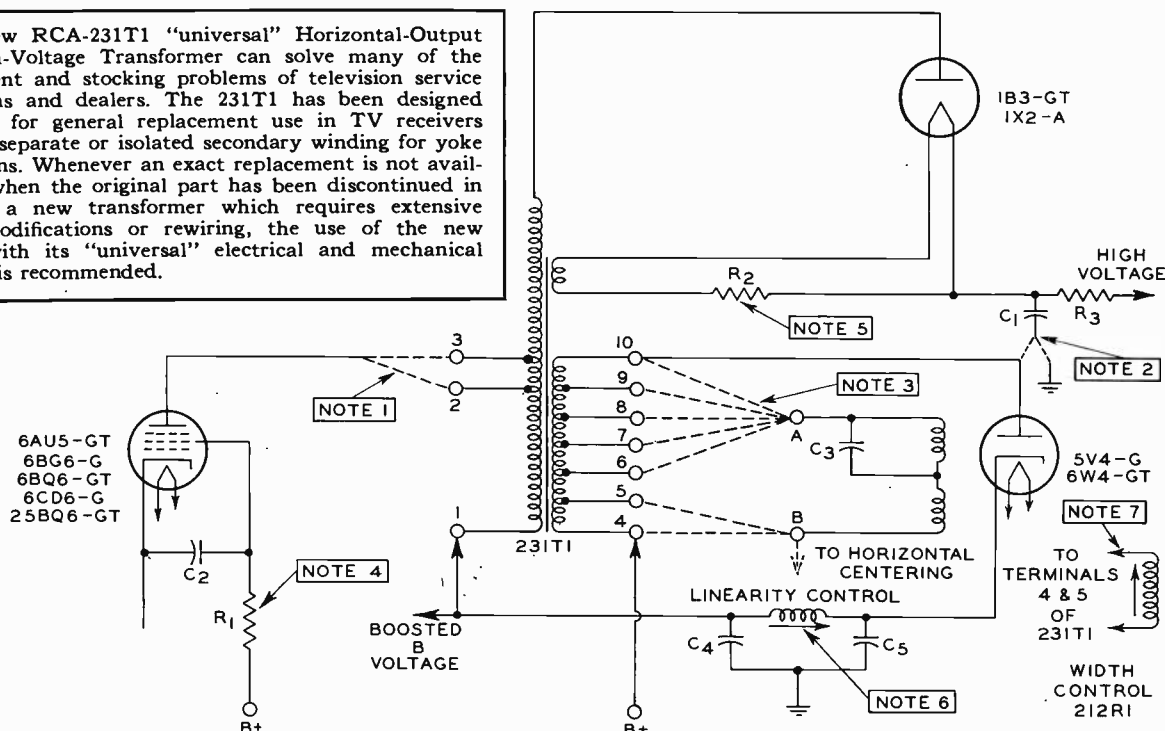 RCA-231T1 "universal" Horizontal-Output
-Voltage Transformer can solve many of the
and stocking problems of television service
and dealers. The 231T1 has been designed
for general replacement use in TV receivers
separate or isolated secondary winding for yoke
Whenever an exact replacement is not avail-
when the original part has been discontinued in
a new transformer which requires extensive
or rewiring, the use of the new
with its "universal" electrical and mechanical
is recommended.
1B3-GT
1X2-A
HIGH
VOLTAGE
R2
NOTE 5
C1
R3
NOTE 2
3
2
NOTE 1
10
9
8
7
6
5
4
NOTE 3
A
C3
B
6AU5-GT
6BG6-G
6BQ6-GT
6CD6-G
25BQ6-GT
5V4-G
6W4-GT
NOTE 7
1
231T1
TO HORIZONTAL
CENTERING
TO
TERMINALS
4 & 5
OF
231T1
C2
NOTE 4
R1
BOOSTED
B
VOLTAGE
LINEARITY CONTROL
C4
C5
NOTE 6
WIDTH
CONTROL
212R1
B+
B+